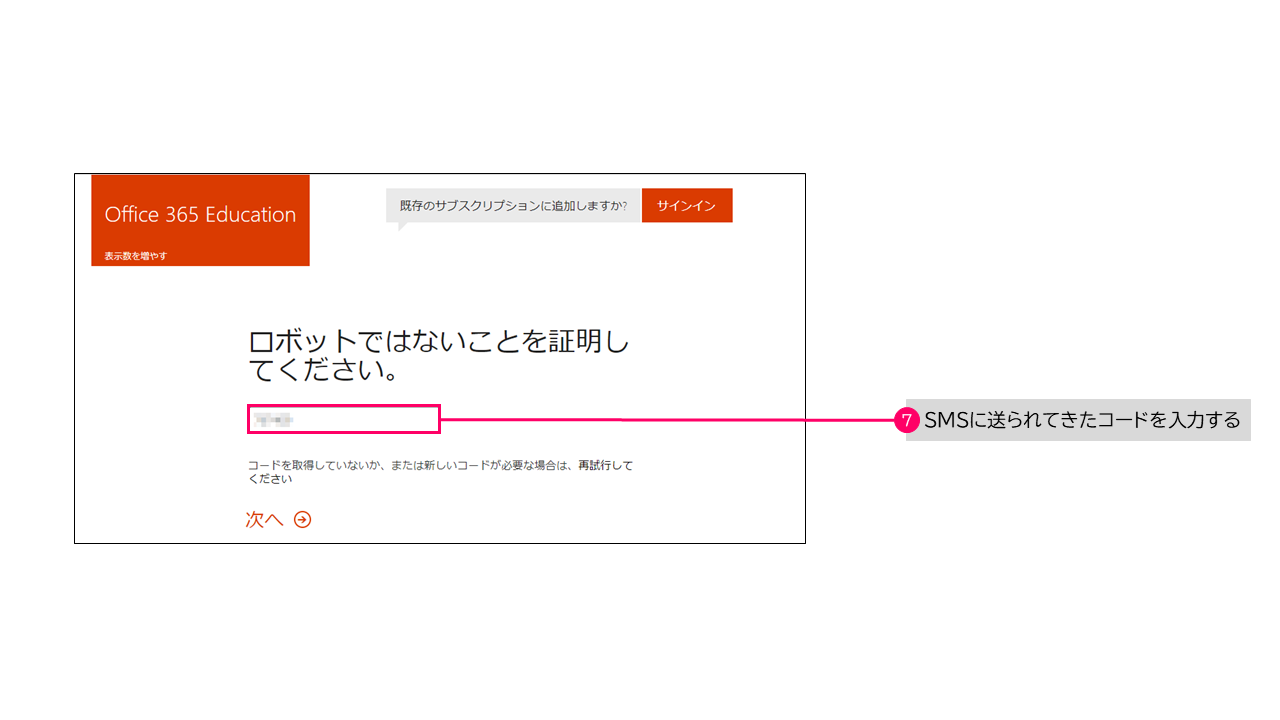 Office 365 Education
表示数を増やす
既存のサブスクリプションに追加しますか?
サインイン
ロボットではないことを証明し
てください。
コードを取得していないか、または新しいコードが必要な場合は、再試行して
ください
次へ
7 SMSに送られてきたコードを入力する